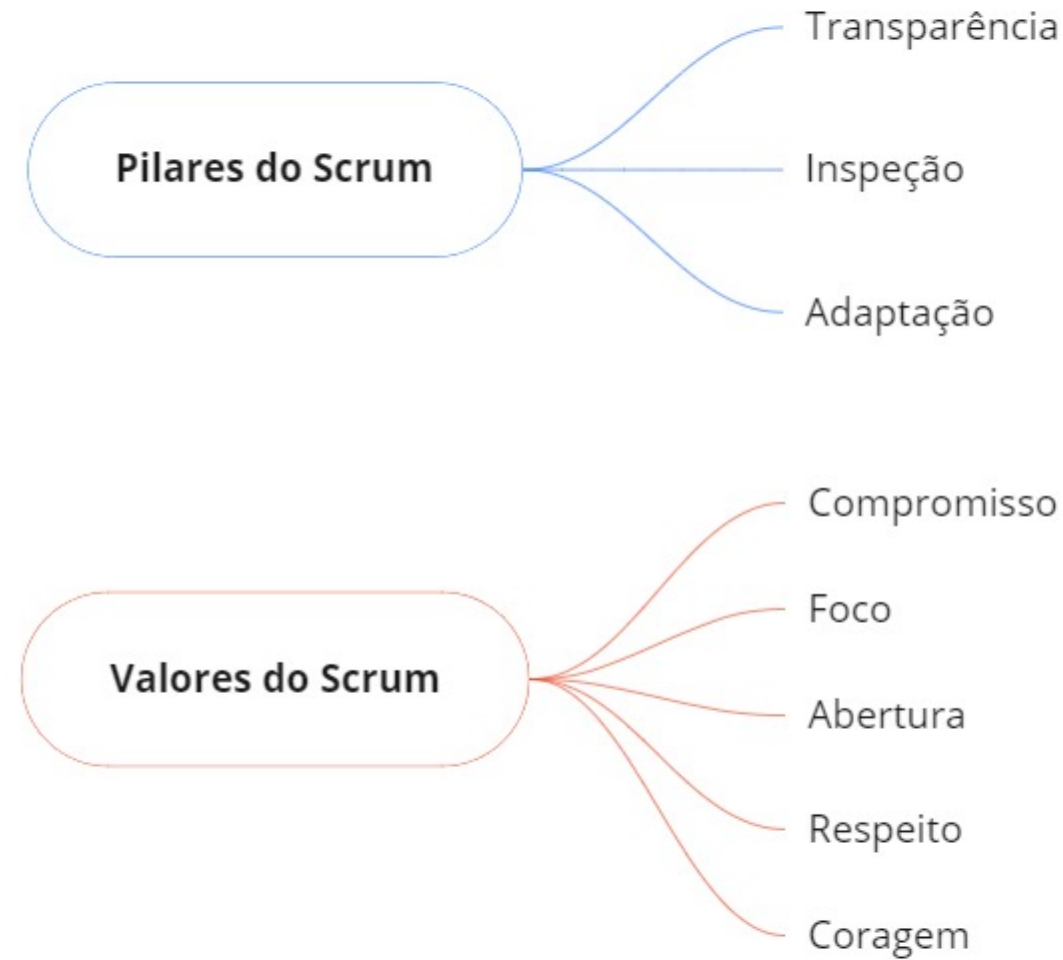 Pilares do Scrum
Transparência
Inspeção
Adaptação
Valores do Scrum
Compromisso
Foco
Abertura
Respeito
Coragem